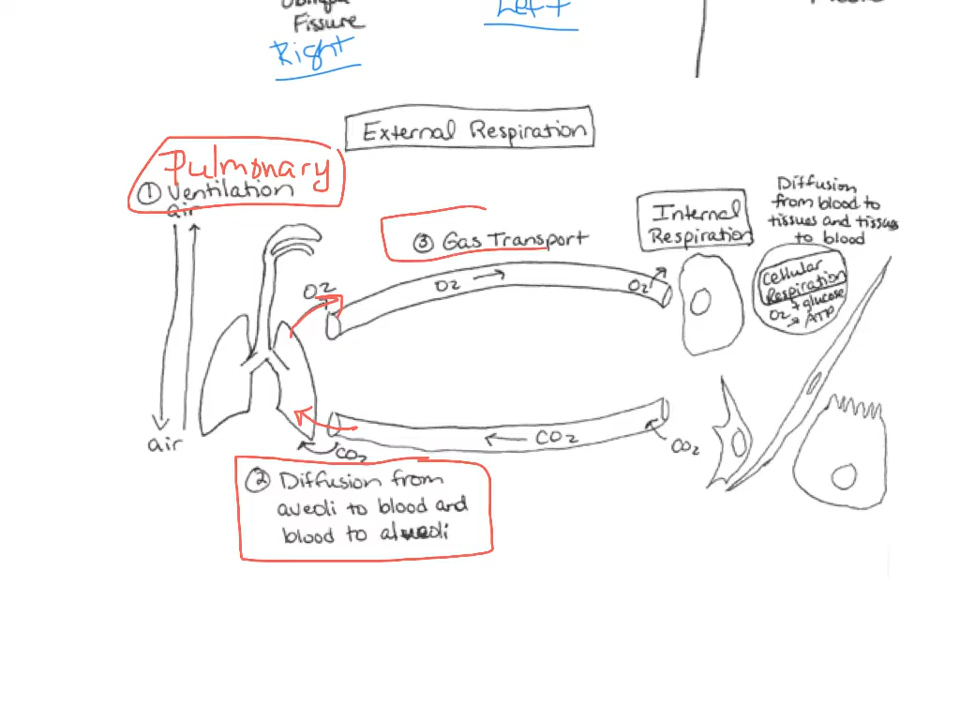 Fissure
Right
Left
External Respiration
Pulmonary
① Ventilation
air
air
③ Gas Transport
O2
O2
O2
Internal
Respiration
Diffusion
from blood to
tissues and tissues
to blood
Cellular
Respiration
O2 + glucose
→ ATP
CO2
CO2
CO2
② Diffusion from
aveoli to blood and
blood to alveoli